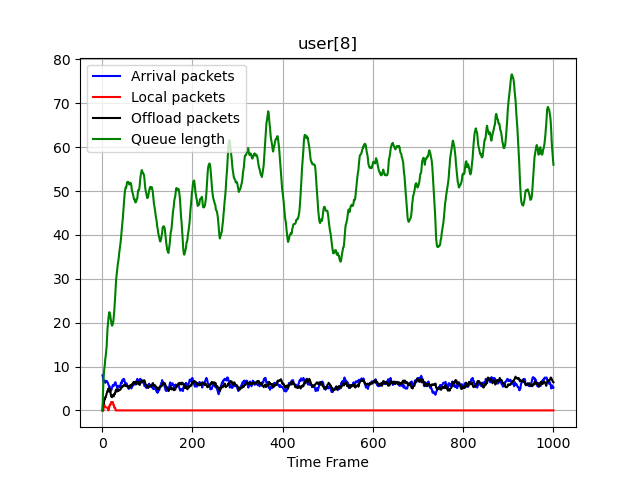 user[8]
80
70
60
50
40
30
20
10
0
Arrival packets
Local packets
Offload packets
Queue length
0 200 400 600 800 1000
Time Frame